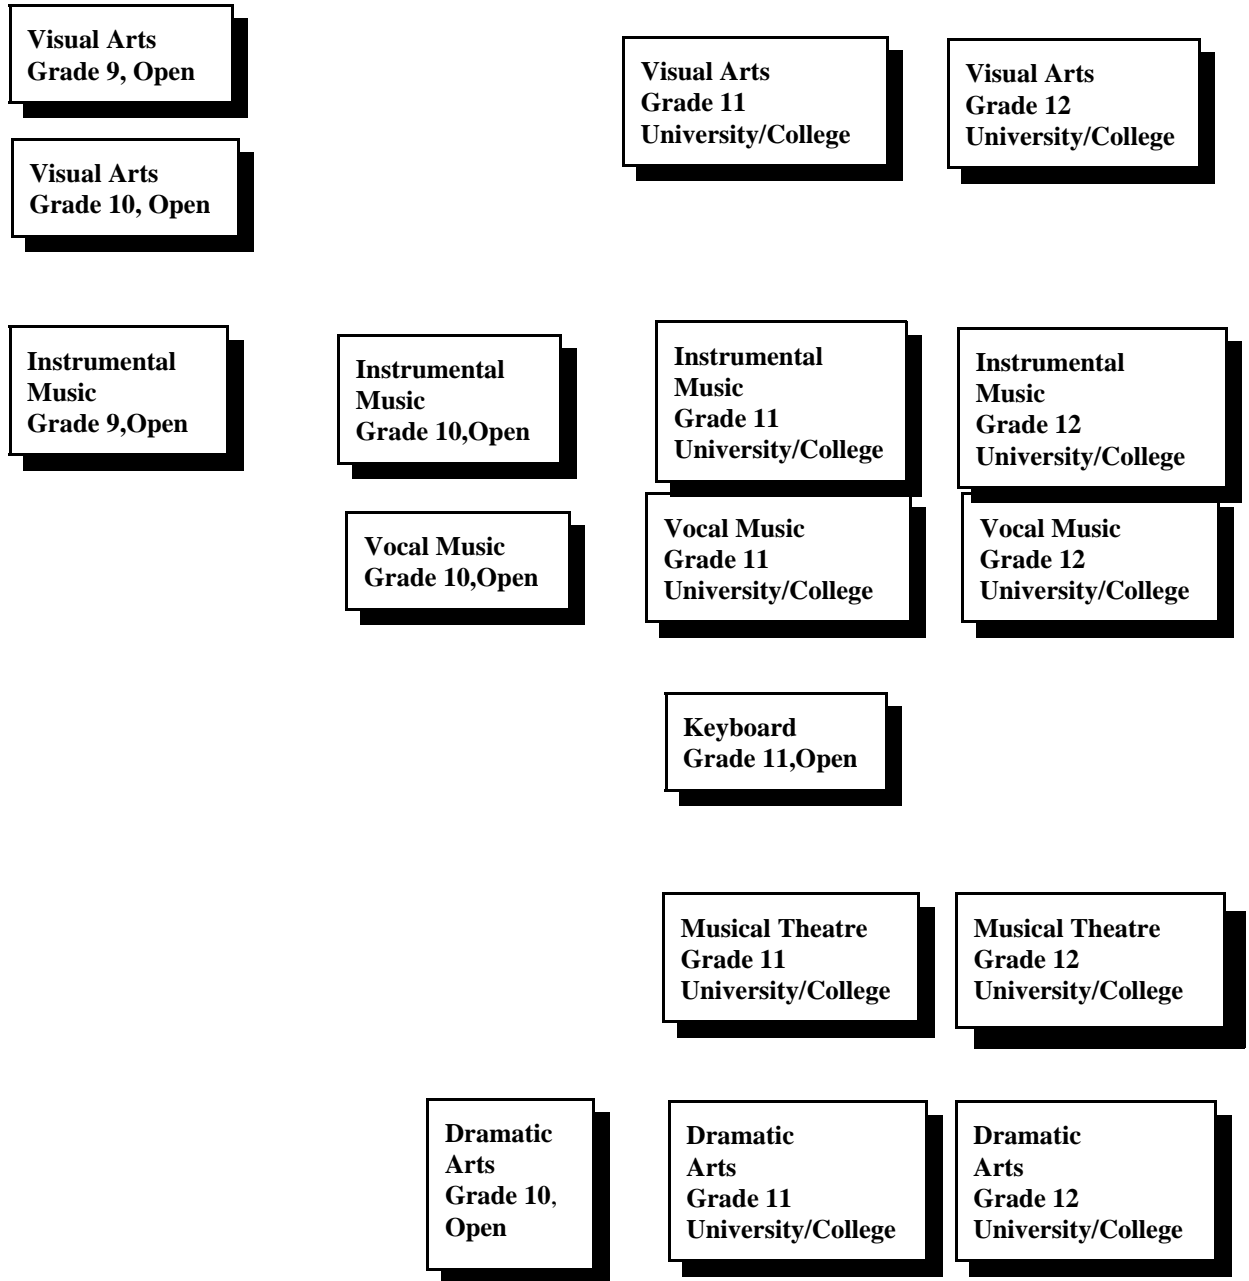 Visual Arts
Grade 9, Open
Visual Arts
Grade 11
University/College
Visual Arts
Grade 12
University/College
Visual Arts
Grade 10, Open
Instrumental
Music
Grade 9,Open
Instrumental
Music
Grade 10,Open
Instrumental
Music
Grade 11
University/College
Instrumental
Music
Grade 12
University/College
Vocal Music
Grade 10,Open
Vocal Music
Grade 11
University/College
Vocal Music
Grade 12
University/College
Keyboard
Grade 11,Open
Musical Theatre
Grade 11
University/College
Musical Theatre
Grade 12
University/College
Dramatic
Arts
Grade 10,
Open
Dramatic
Arts
Grade 11
University/College
Dramatic
Arts
Grade 12
University/College